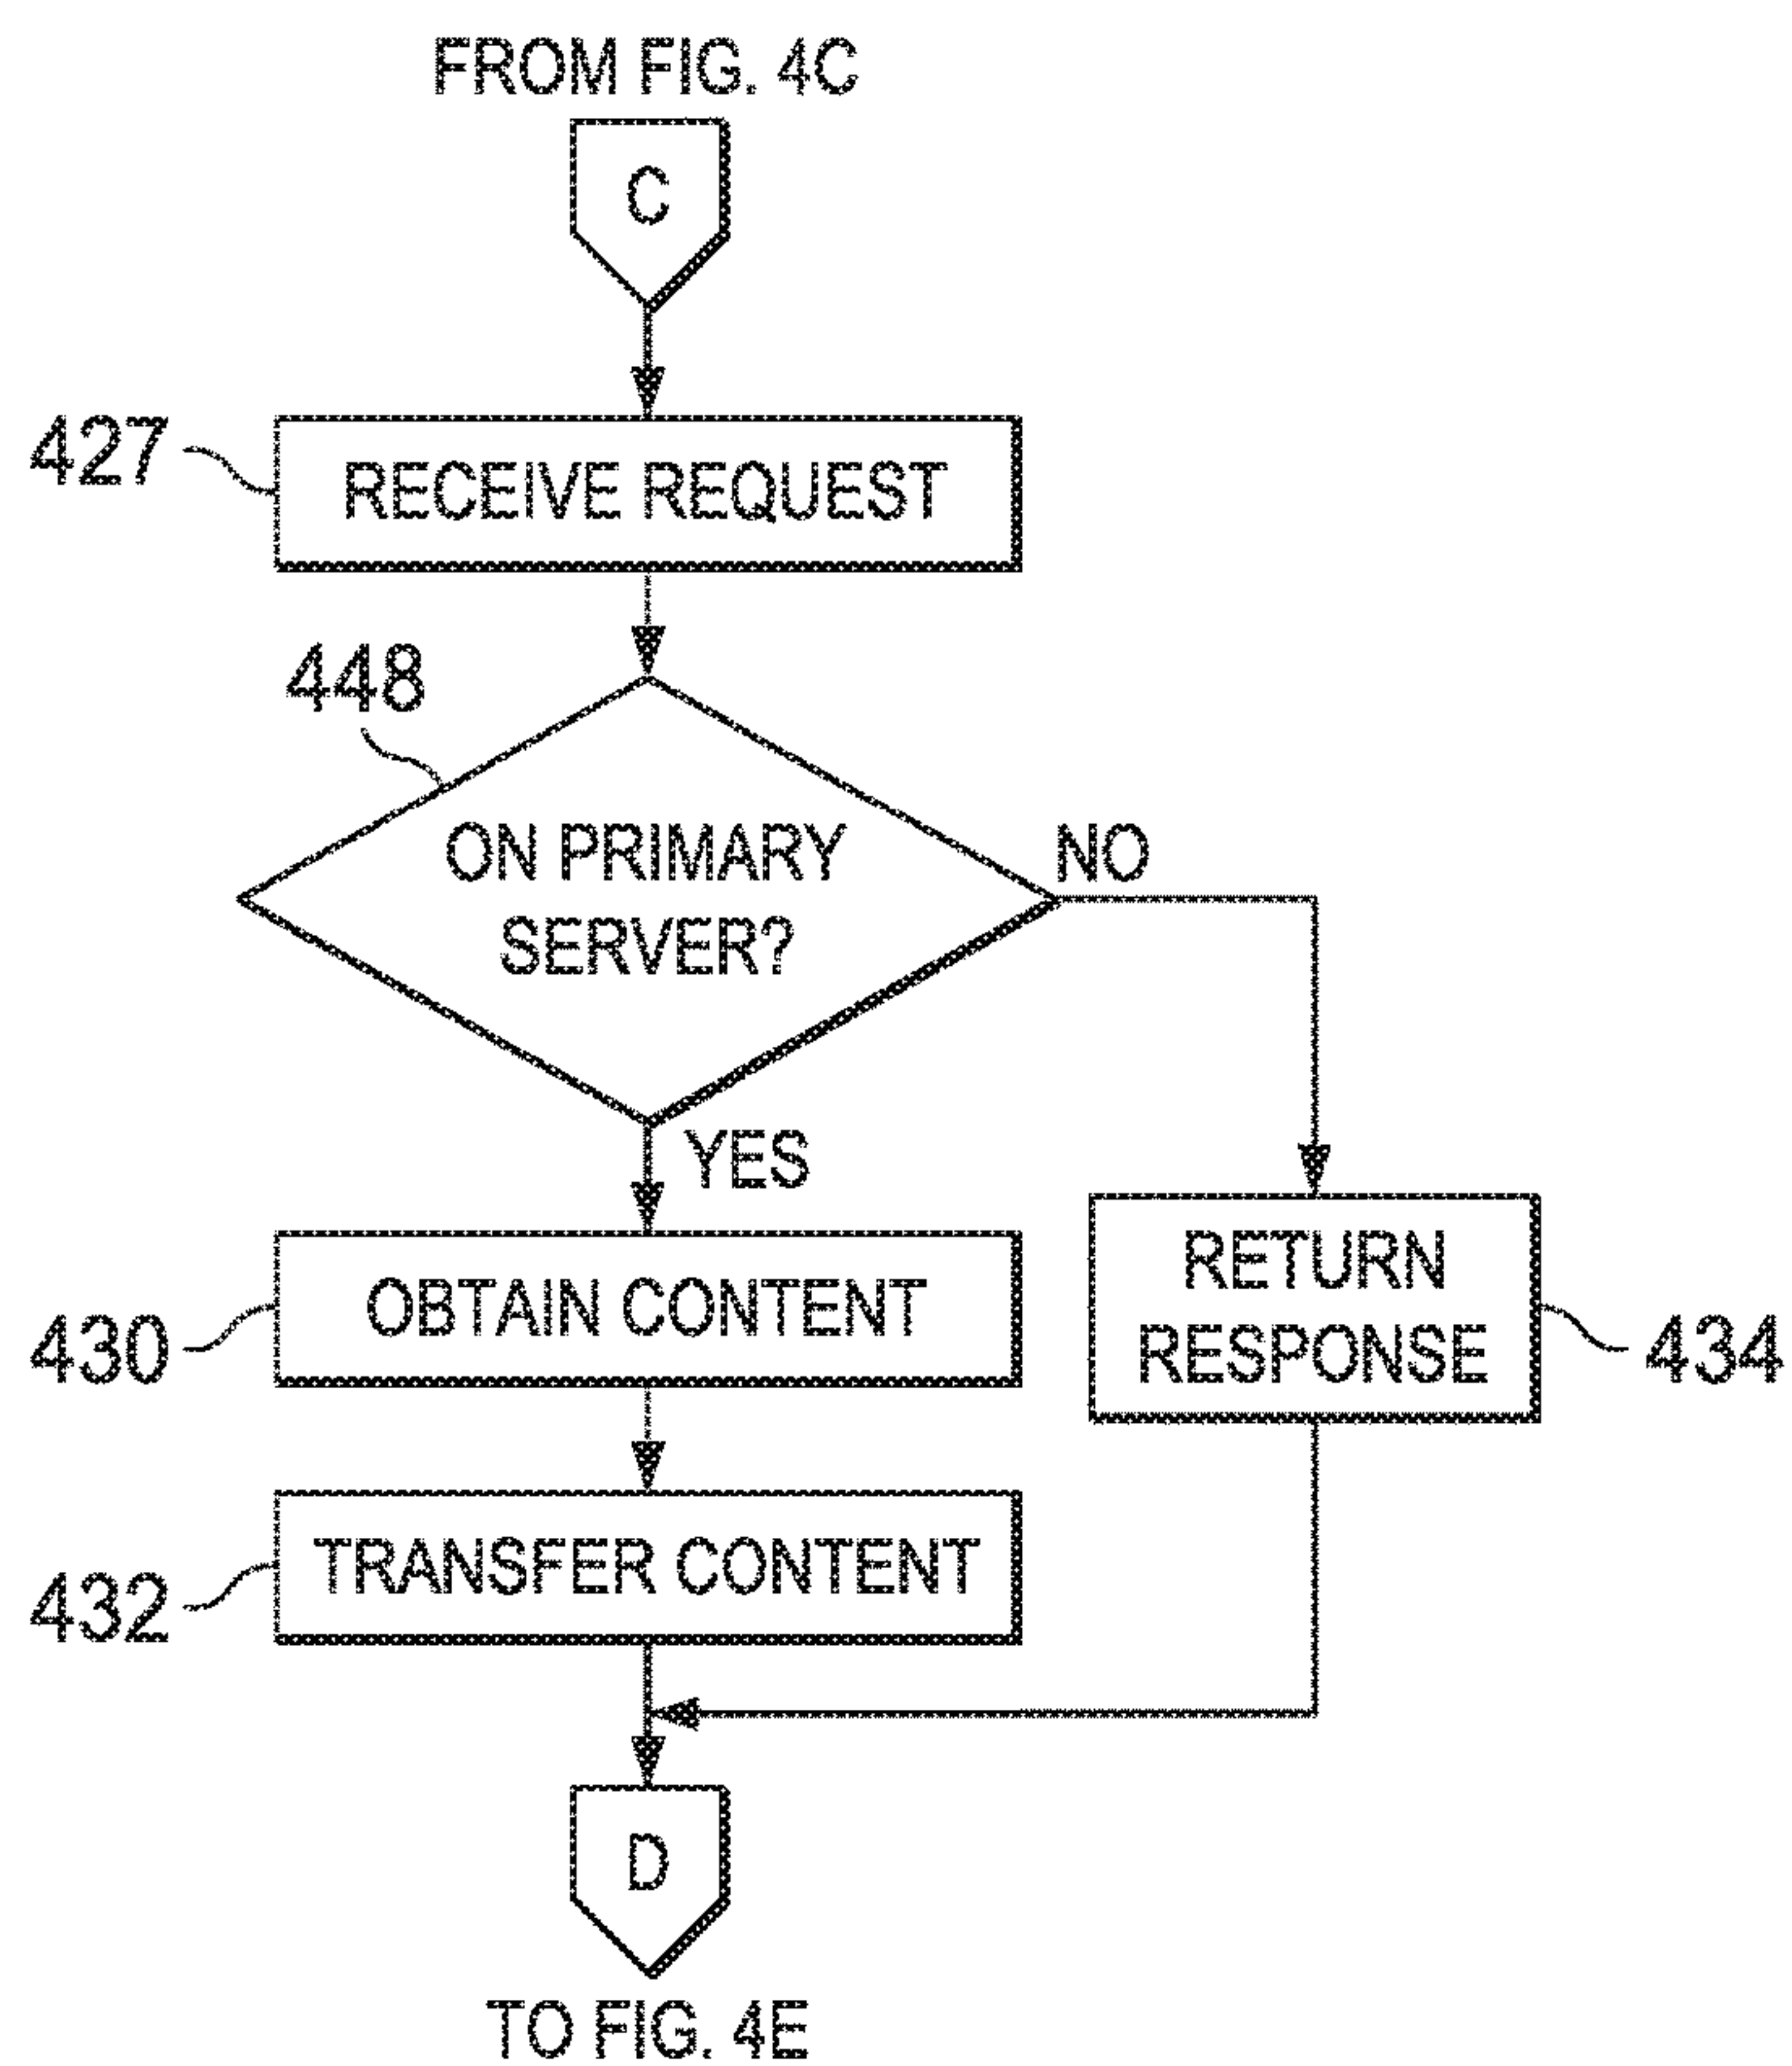 FROM FIG. 4C
C
427
RECEIVE REQUEST
448
ON PRIMARY
SERVER?
NO
YES
430
OBTAIN CONTENT
RETURN
RESPONSE
434
432
TRANSFER CONTENT
D
TO FIG. 4E